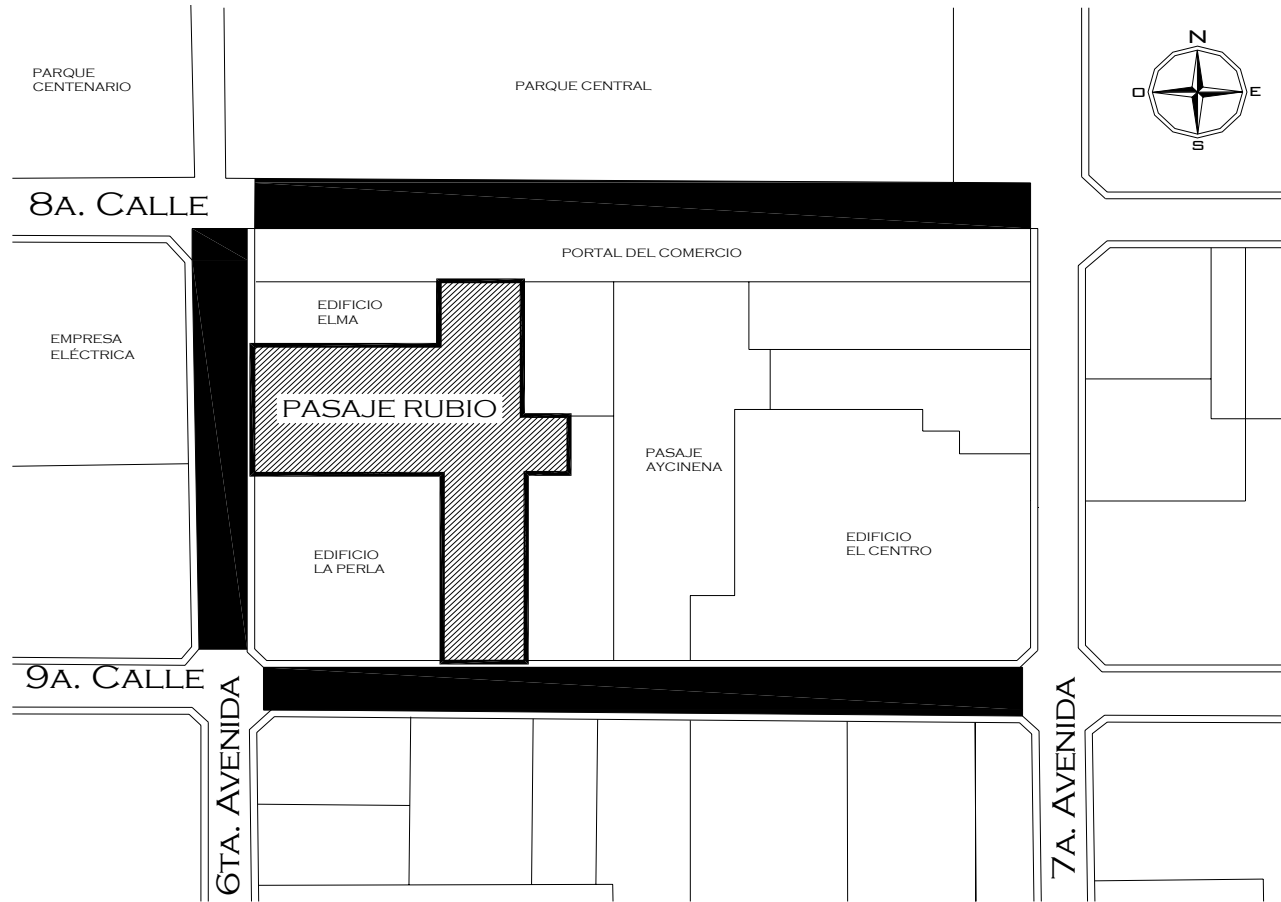 PARQUE
CENTENARIO
PARQUE CENTRAL
N
O
E
S
8A. CALLE
PORTAL DEL COMERCIO
EDIFICIO
ELMA
EMPRESA
ELÉCTRICA
PASAJE RUBIO
PASAJE
AYCINENA
EDIFICIO
EL CENTRO
EDIFICIO
LA PERLA
9A. CALLE
6TA. AVENIDA
7A. AVENIDA